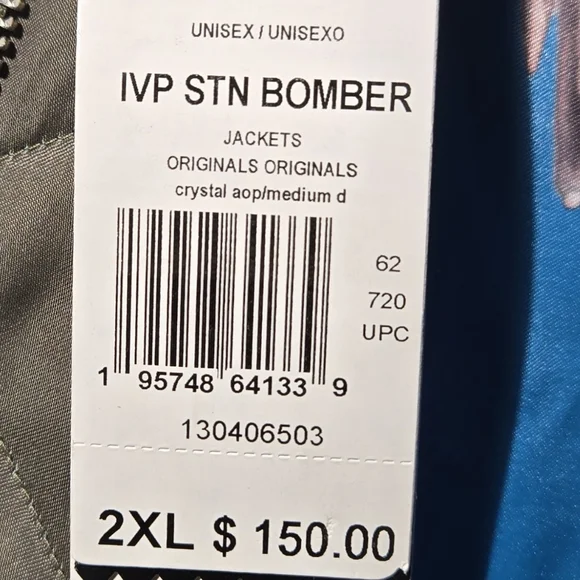 UNISEX / UNISEXO
IVP STN BOMBER
JACKETS
ORIGINALS ORIGINALS
crystal aop/medium d
62
720
UPC
1 95748 64133 9
130406503
2XL $ 150.00